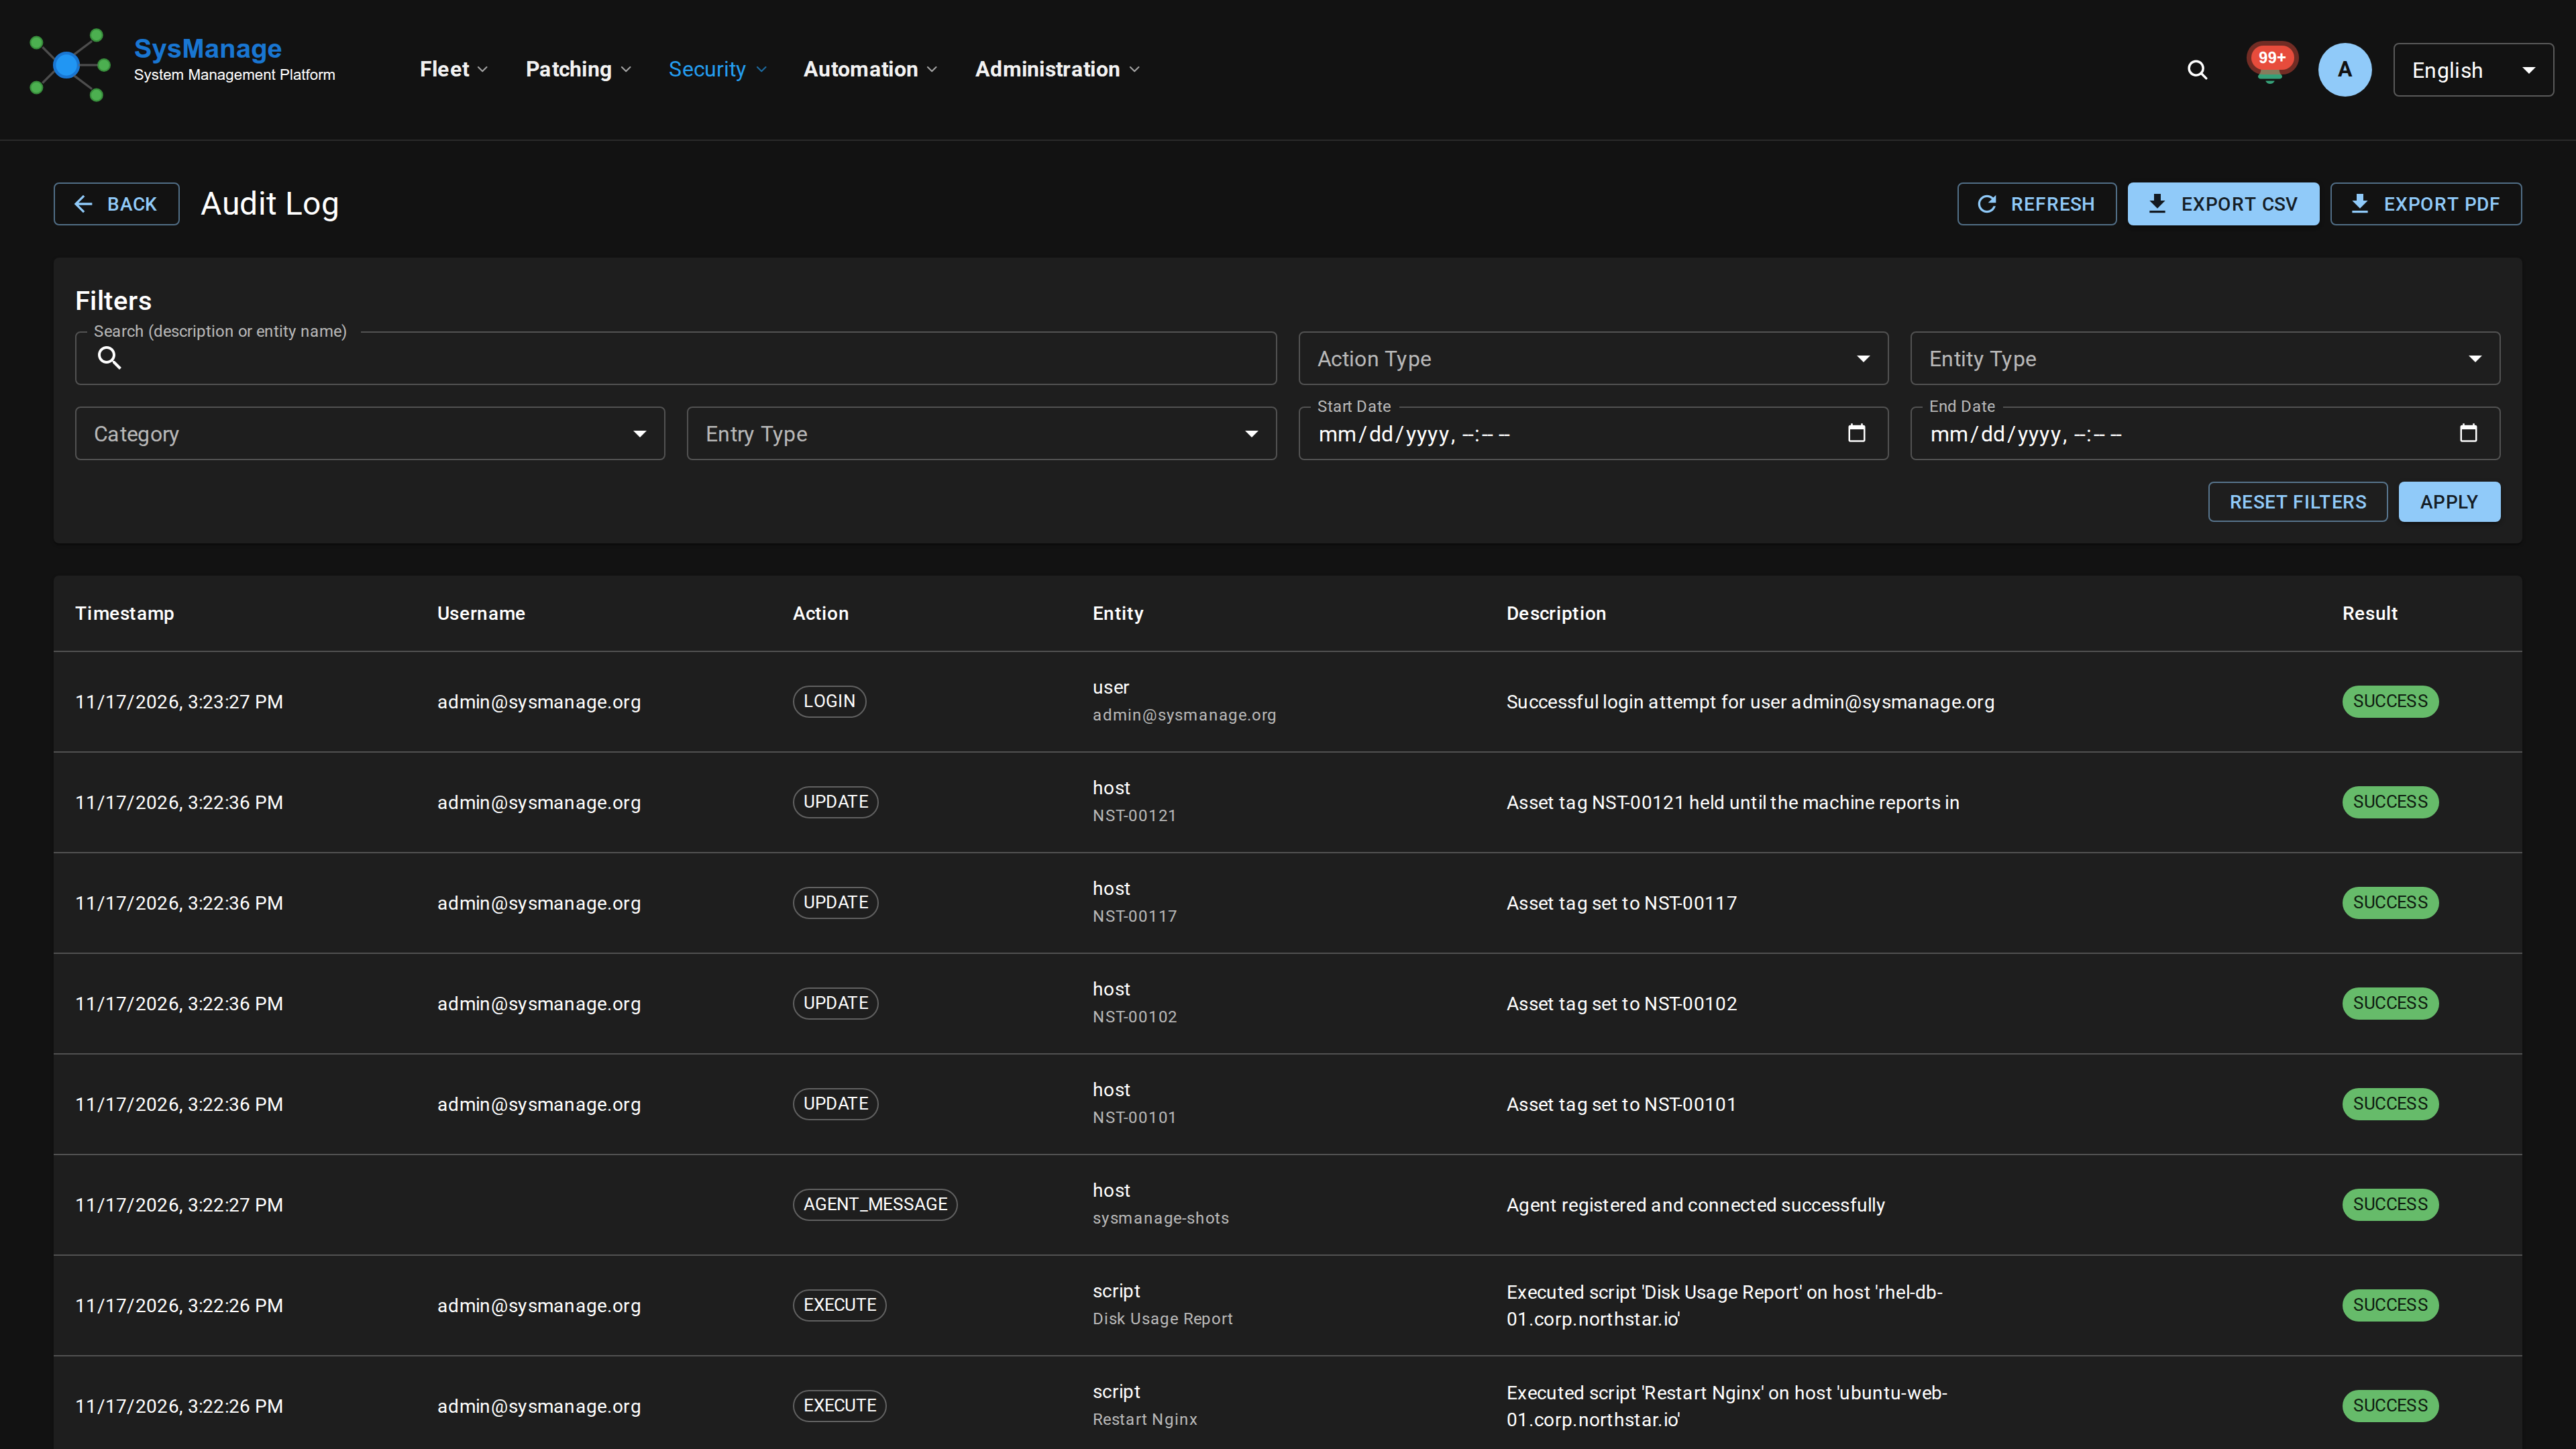 SysManage
System Management Platform
Fleet
Patching
Security
Automation
Administration
99+
A
English
BACK
Audit Log
REFRESH
EXPORT CSV
EXPORT PDF
Filters
Search (description or entity name)
Action Type
Entity Type
Category
Entry Type
Start Date
mm/dd/yyyy, --:-- --
End Date
mm/dd/yyyy, --:-- --
RESET FILTERS
APPLY
Timestamp Username Action Entity Description Result
11/17/2026, 3:23:27 PM admin@sysmanage.org LOGIN user Successful login attempt for user admin@sysmanage.org SUCCESS
admin@sysmanage.org
11/17/2026, 3:22:36 PM admin@sysmanage.org UPDATE host Asset tag NST-00121 held until the machine reports in SUCCESS
NST-00121
11/17/2026, 3:22:36 PM admin@sysmanage.org UPDATE host Asset tag set to NST-00117 SUCCESS
NST-00117
11/17/2026, 3:22:36 PM admin@sysmanage.org UPDATE host Asset tag set to NST-00102 SUCCESS
NST-00102
11/17/2026, 3:22:36 PM admin@sysmanage.org UPDATE host Asset tag set to NST-00101 SUCCESS
NST-00101
11/17/2026, 3:22:27 PM AGENT_MESSAGE host Agent registered and connected successfully SUCCESS
sysmanage-shots
11/17/2026, 3:22:26 PM admin@sysmanage.org EXECUTE script Executed script 'Disk Usage Report' on host 'rhel-db- SUCCESS
Disk Usage Report 01.corp.northstar.io'
11/17/2026, 3:22:26 PM admin@sysmanage.org EXECUTE script Executed script 'Restart Nginx' on host 'ubuntu-web- SUCCESS
Restart Nginx 01.corp.northstar.io'